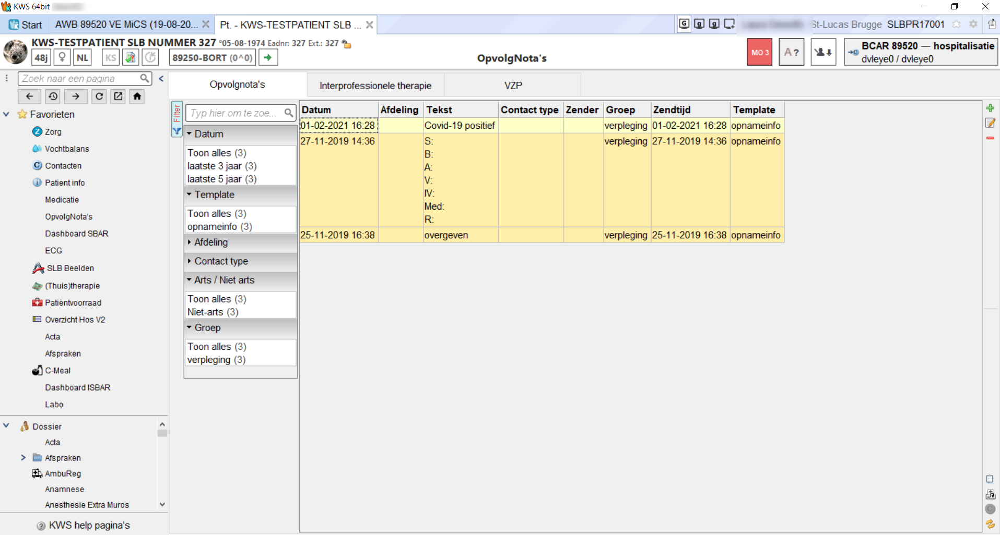 KWS 64bit
Start
AWB 89520 VE MiCS (19-08-20...
Pt. - KWS-TESTPATIENT SLB ...
St-Lucas Brugge SLBPR17001
KWS-TESTPATIENT SLB NUMMER 327 °05-08-1974 Eadnr: 327 Ext.: 327
48j NL KS 89250-BORT (0^0)
OpvolgNota's
MO 3
A?
BCAR 89520 — hospitalisatie
dvleye0 / dvleye0
Zoek naar een pagina
Favorieten
Zorg
Vochtbalans
Contacten
Patient info
Medicatie
OpvolgNota's
Dashboard SBAR
ECG
SLB Beelden
(Thuis)therapie
Patiëntvoorraad
Overzicht Hos V2
Acta
Afspraken
C-Meal
Dashboard ISBAR
Labo
Dossier
Acta
Afspraken
AmbuReg
Anamnese
Anesthesie Extra Muros
KWS help pagina's
Opvolgnota's
Interprofessionele therapie
VZP
Filter
Typ hier om te zoe...
Datum
Toon alles (3)
laatste 3 jaar (3)
laatste 5 jaar (3)
Template
Toon alles (3)
opnameinfo (3)
Afdeling
Contact type
Arts / Niet arts
Toon alles (3)
Niet-arts (3)
Groep
Toon alles (3)
verpleging (3)
Datum Afdeling Tekst Contact type Zender Groep Zendtijd Template
01-02-2021 16:28 Covid-19 positief verpleging 01-02-2021 16:28 opnameinfo
27-11-2019 14:36 S: verpleging 27-11-2019 14:36 opnameinfo
B:
A:
V:
IV:
Med:
R:
25-11-2019 16:38 overgeven verpleging 25-11-2019 16:38 opnameinfo